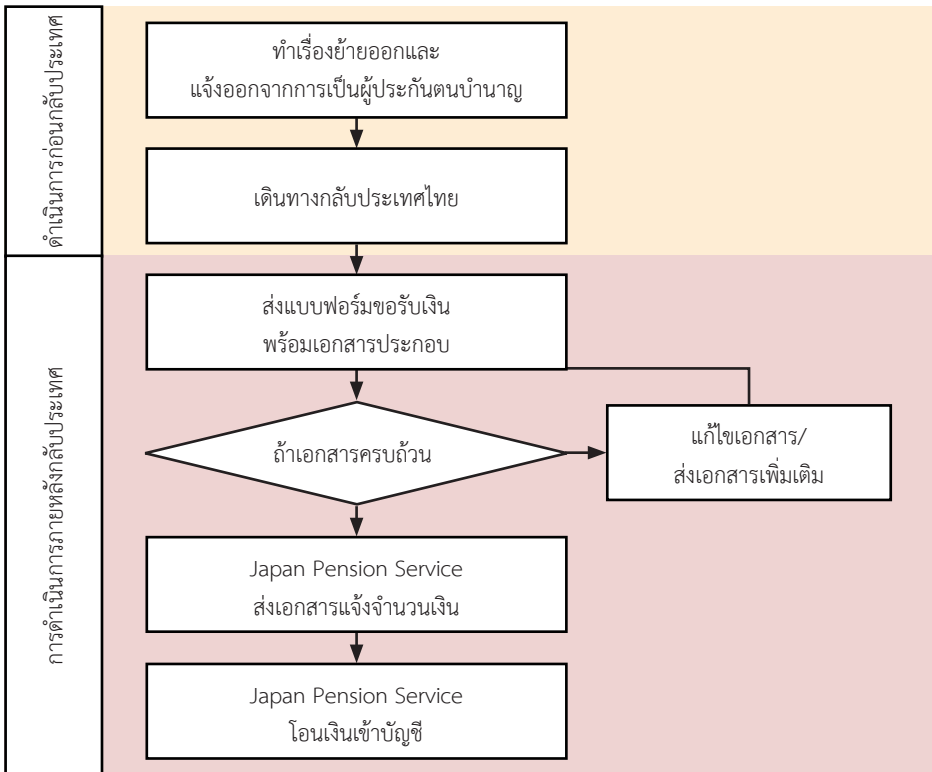 ดำเนินการก่อนกลับประเทศ
ทำเรื่องย้ายออกและ
แจ้งออกจากการเป็นผู้ประกันตนบำนาญ
เดินทางกลับประเทศไทย
การดำเนินการภายหลังกลับประเทศ
ส่งแบบฟอร์มขอรับเงิน
พร้อมเอกสารประกอบ
ถ้าเอกสารครบถ้วน
แก้ไขเอกสาร/
ส่งเอกสารเพิ่มเติม
Japan Pension Service
ส่งเอกสารแจ้งจำนวนเงิน
Japan Pension Service
โอนเงินเข้าบัญชี